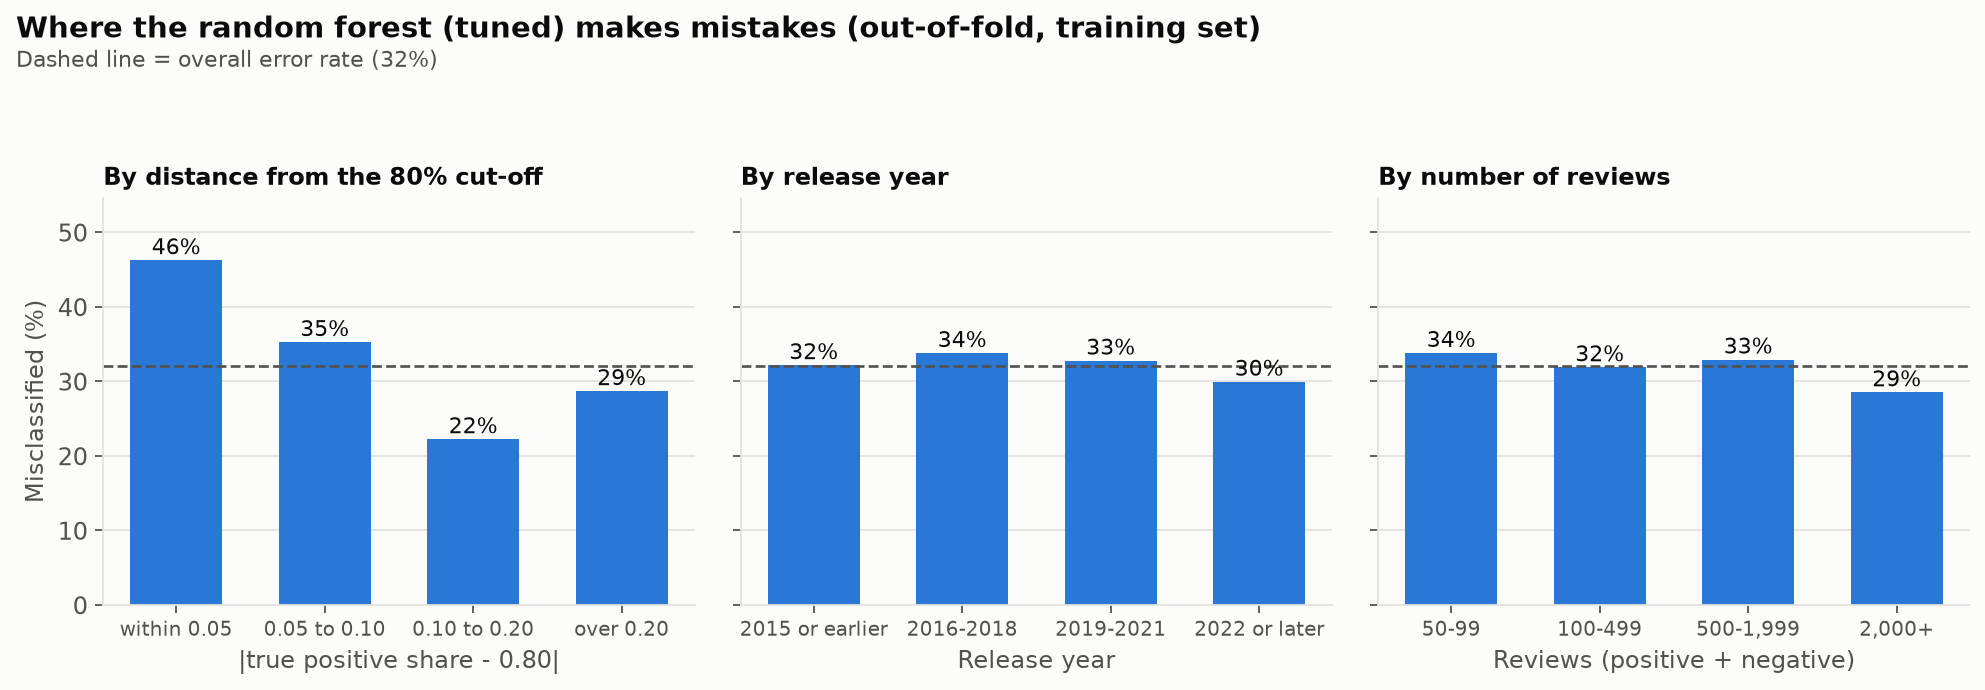 Where the random forest (tuned) makes mistakes (out-of-fold, training set)
Dashed line = overall error rate (32%)
By distance from the 80% cut-off
Misclassified (%)
50
40
30
20
10
0
46%
35%
22%
29%
within 0.05
0.05 to 0.10
0.10 to 0.20
over 0.20
|true positive share - 0.80|
By release year
32%
34%
33%
30%
2015 or earlier
2016-2018
2019-2021
2022 or later
Release year
By number of reviews
34%
32%
33%
29%
50-99
100-499
500-1,999
2,000+
Reviews (positive + negative)